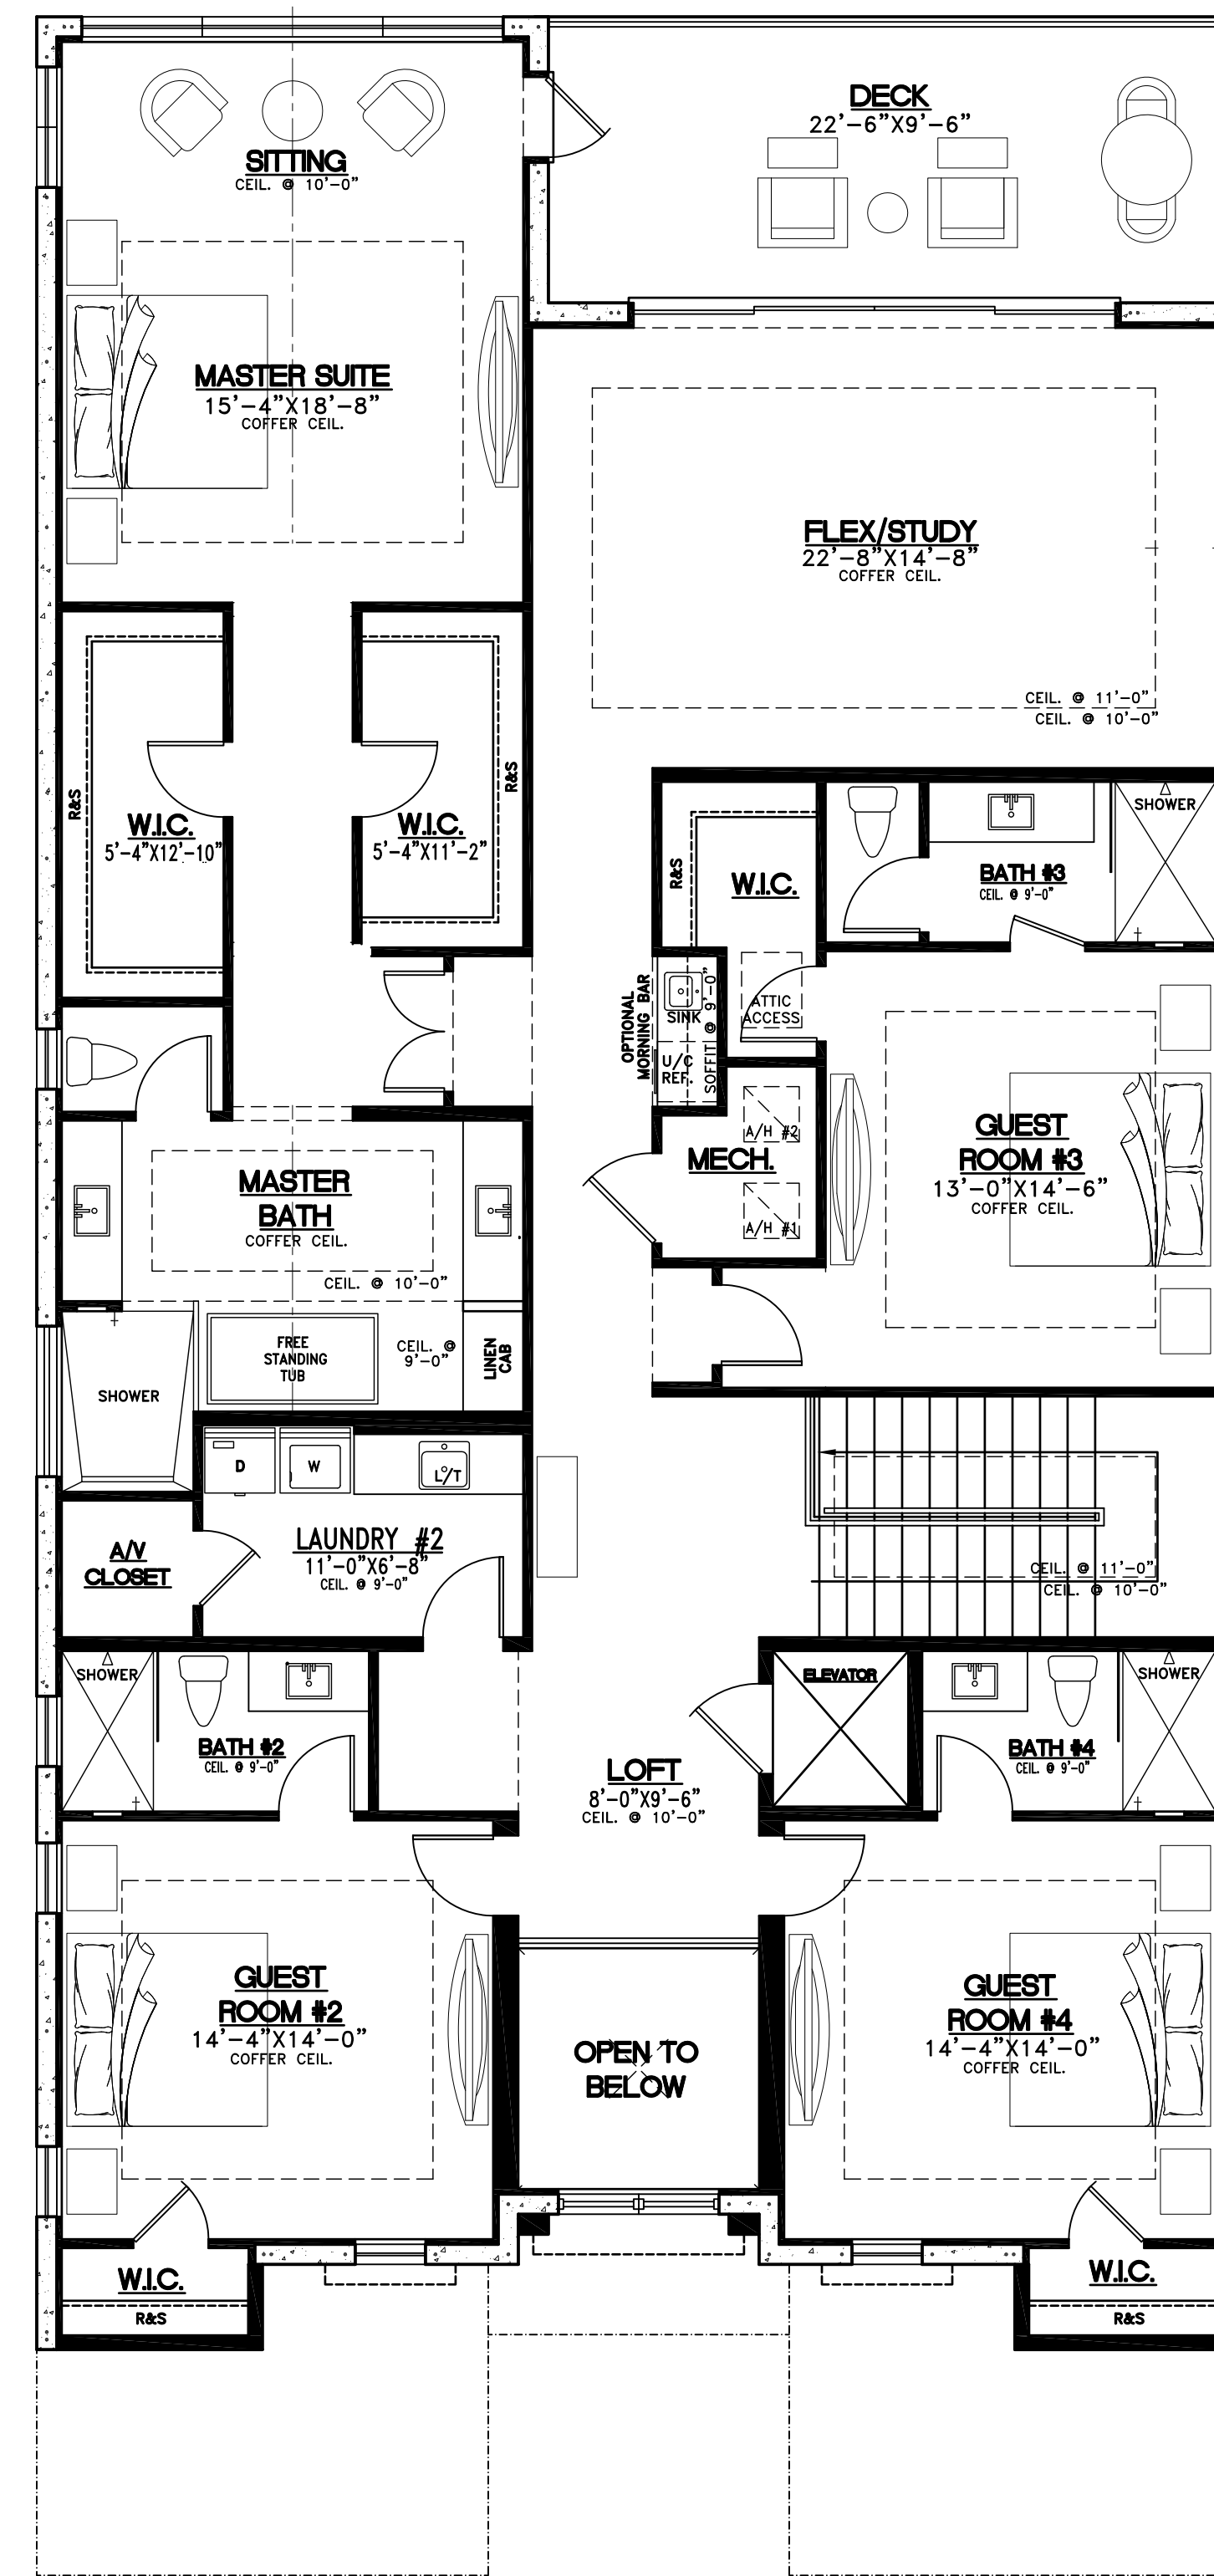 DECK
22'-6"X9'-6"
SITTING
CEIL. @ 10'-0"
MASTER SUITE
15'-4"X18'-8"
COFFER CEIL.
FLEX/STUDY
22'-8"X14'-8"
COFFER CEIL.
CEIL. @ 11'-0"
CEIL. @ 10'-0"
R&S
W.I.C.
5'-4"X12'-10"
W.I.C.
5'-4"X11'-2"
R&S
R&S
W.I.C.
BATH #3
CEIL. @ 9'-0"
SHOWER
OPTIONAL
MORNING BAR
SINK
U/C
REF.
SOFFIT @ 9'-0"
ATTIC
ACCESS
A/H #2
MECH.
A/H #1
GUEST
ROOM #3
13'-0"X14'-6"
COFFER CEIL.
MASTER
BATH
COFFER CEIL.
CEIL. @ 10'-0"
FREE
STANDING
TUB
CEIL. @
9'-0"
LINEN
CAB
SHOWER
D
W
L/T
A/V
CLOSET
LAUNDRY #2
11'-0"X6'-8"
CEIL. @ 9'-0"
CEIL. @ 11'-0"
CEIL. @ 10'-0"
SHOWER
BATH #2
CEIL. @ 9'-0"
ELEVATOR
BATH #4
CEIL. @ 9'-0"
SHOWER
LOFT
8'-0"X9'-6"
CEIL. @ 10'-0"
GUEST
ROOM #2
14'-4"X14'-0"
COFFER CEIL.
OPEN TO
BELOW
GUEST
ROOM #4
14'-4"X14'-0"
COFFER CEIL.
W.I.C.
R&S
W.I.C.
R&S